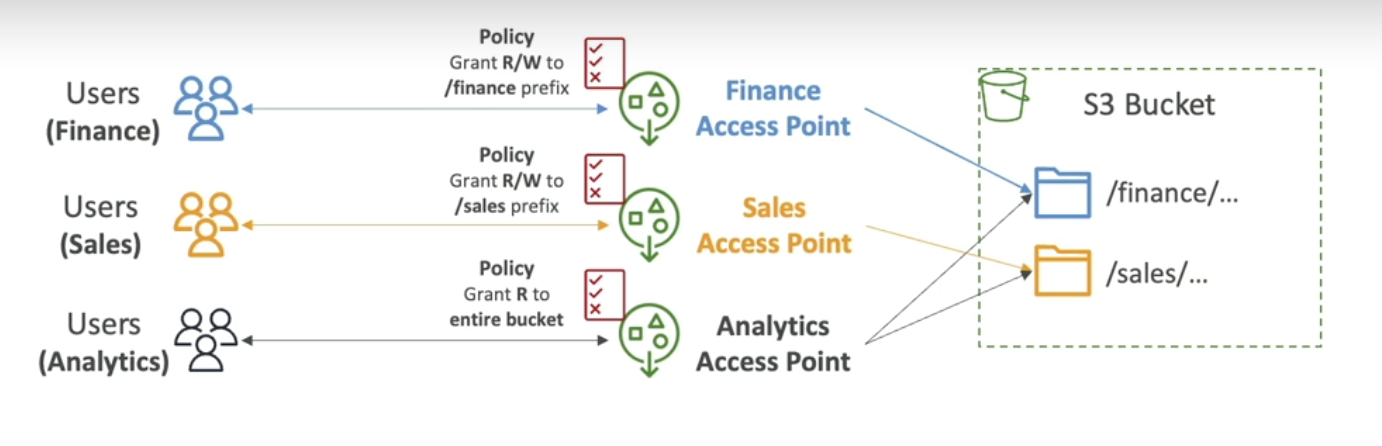 Users
(Finance)
Policy
Grant R/W to
/finance prefix
Finance
Access Point
Users
(Sales)
Policy
Grant R/W to
/sales prefix
Sales
Access Point
Users
(Analytics)
Policy
Grant R to
entire bucket
Analytics
Access Point
S3 Bucket
/finance/...
/sales/...